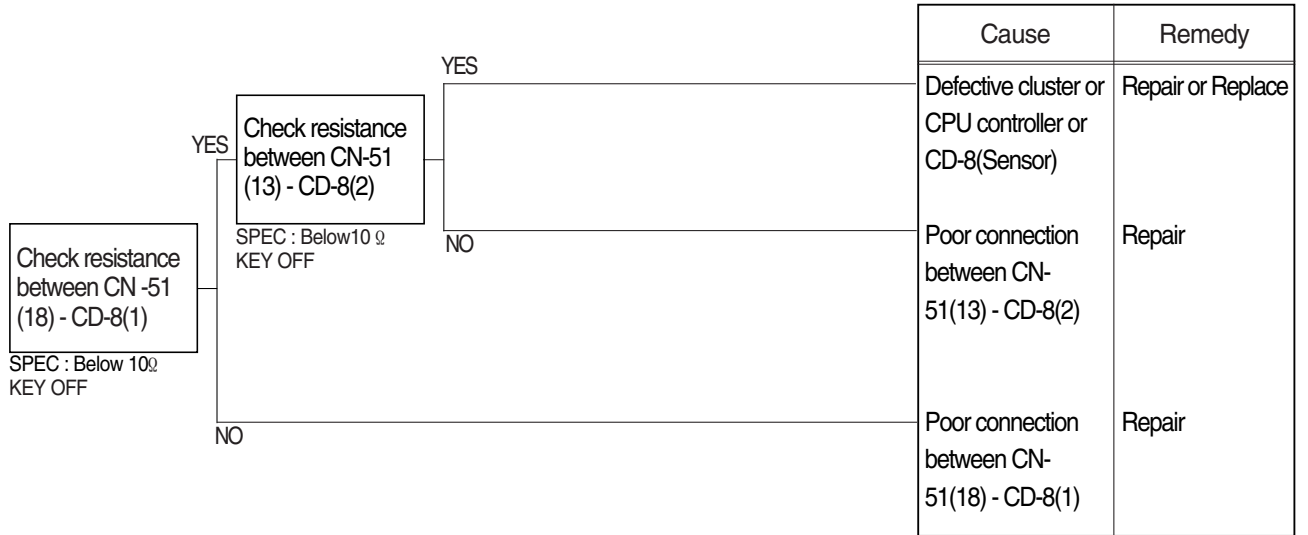 Cause
Remedy
YES
Defective cluster or
CPU controller or
CD-8(Sensor)
Repair or Replace
YES
Check resistance
between CN-51
(13) - CD-8(2)
SPEC : Below10 Ω
KEY OFF
NO
Poor connection
between CN-
51(13) - CD-8(2)
Repair
Check resistance
between CN -51
(18) - CD-8(1)
SPEC : Below 10Ω
KEY OFF
NO
Poor connection
between CN-
51(18) - CD-8(1)
Repair